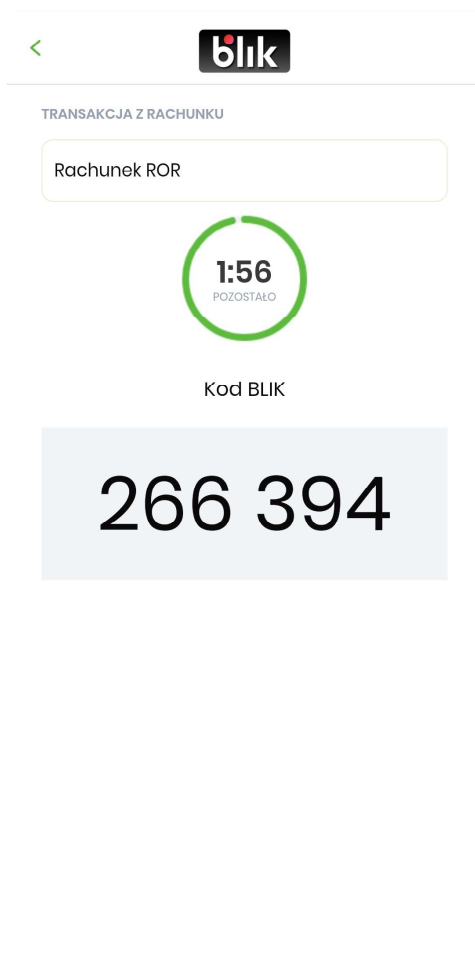 blik
TRANSAKCJA Z RACHUNKU
Rachunek ROR
1:56
POZOSTAŁO
Kod BLIK
266 394